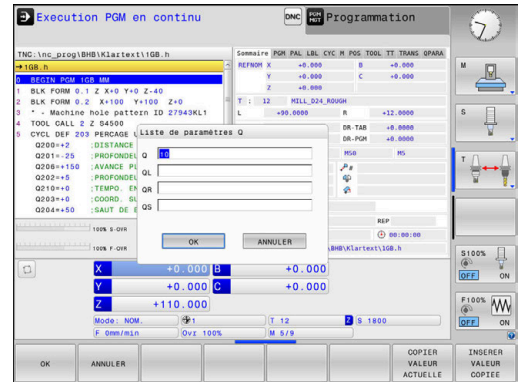 Execution PGM en continu
DNC
PGM MGT
Programmation
TNC:\nc_prog\BHB\Klartext\1GB.h
→1GB.h
0 BEGIN PGM 1GB MM
1 BLK FORM 0.1 Z X+0 Y+0 Z-40
2 BLK FORM 0.2 X+100 Y+100 Z+0
3 * - Machine hole pattern ID 27943KL1
4 TOOL CALL 2 Z S4500
5 CYCL DEF 203 PERCAGE U
Q200=+2 ;DISTANCE
Q201=-25 ;PROFONDEU
Q206=+150 ;AVANCE PL
Q202=+5 ;PROFONDEU
Q210=+0 ;TEMPO. EN
Q203=+0 ;COORD. SU
Q204=+50 ;SAUT DE B
100% S-OVR
100% F-OVR
Sommaire PGM PAL LBL CYC M POS TOOL TT TRANS QPARA
REFNOM X +0.000 B +0.000
Y +0.000 C +0.000
Z +0.000
T : 12 MILL_D24_ROUGH
L +90.0000 R +12.0000
DR-TAB +0.0000
DR-PGM +0.0000
M50 M5
REP
00:00:00
\BHB\Klartext\1GB.h
Liste de paramètres Q
Q 10
QL
QR
QS
OK
ANNULER
X +0.000 B +0.000
Y +0.000 C +0.000
Z +110.000
Mode: NOM. 1 T 12 Z S 1800
F 0mm/min Ovr 100% M 5/9
M
S
T
S100%
OFF ON
F100%
OFF ON
OK
ANNULER
COPIER VALEUR ACTUELLE
INSERER VALEUR COPIEE